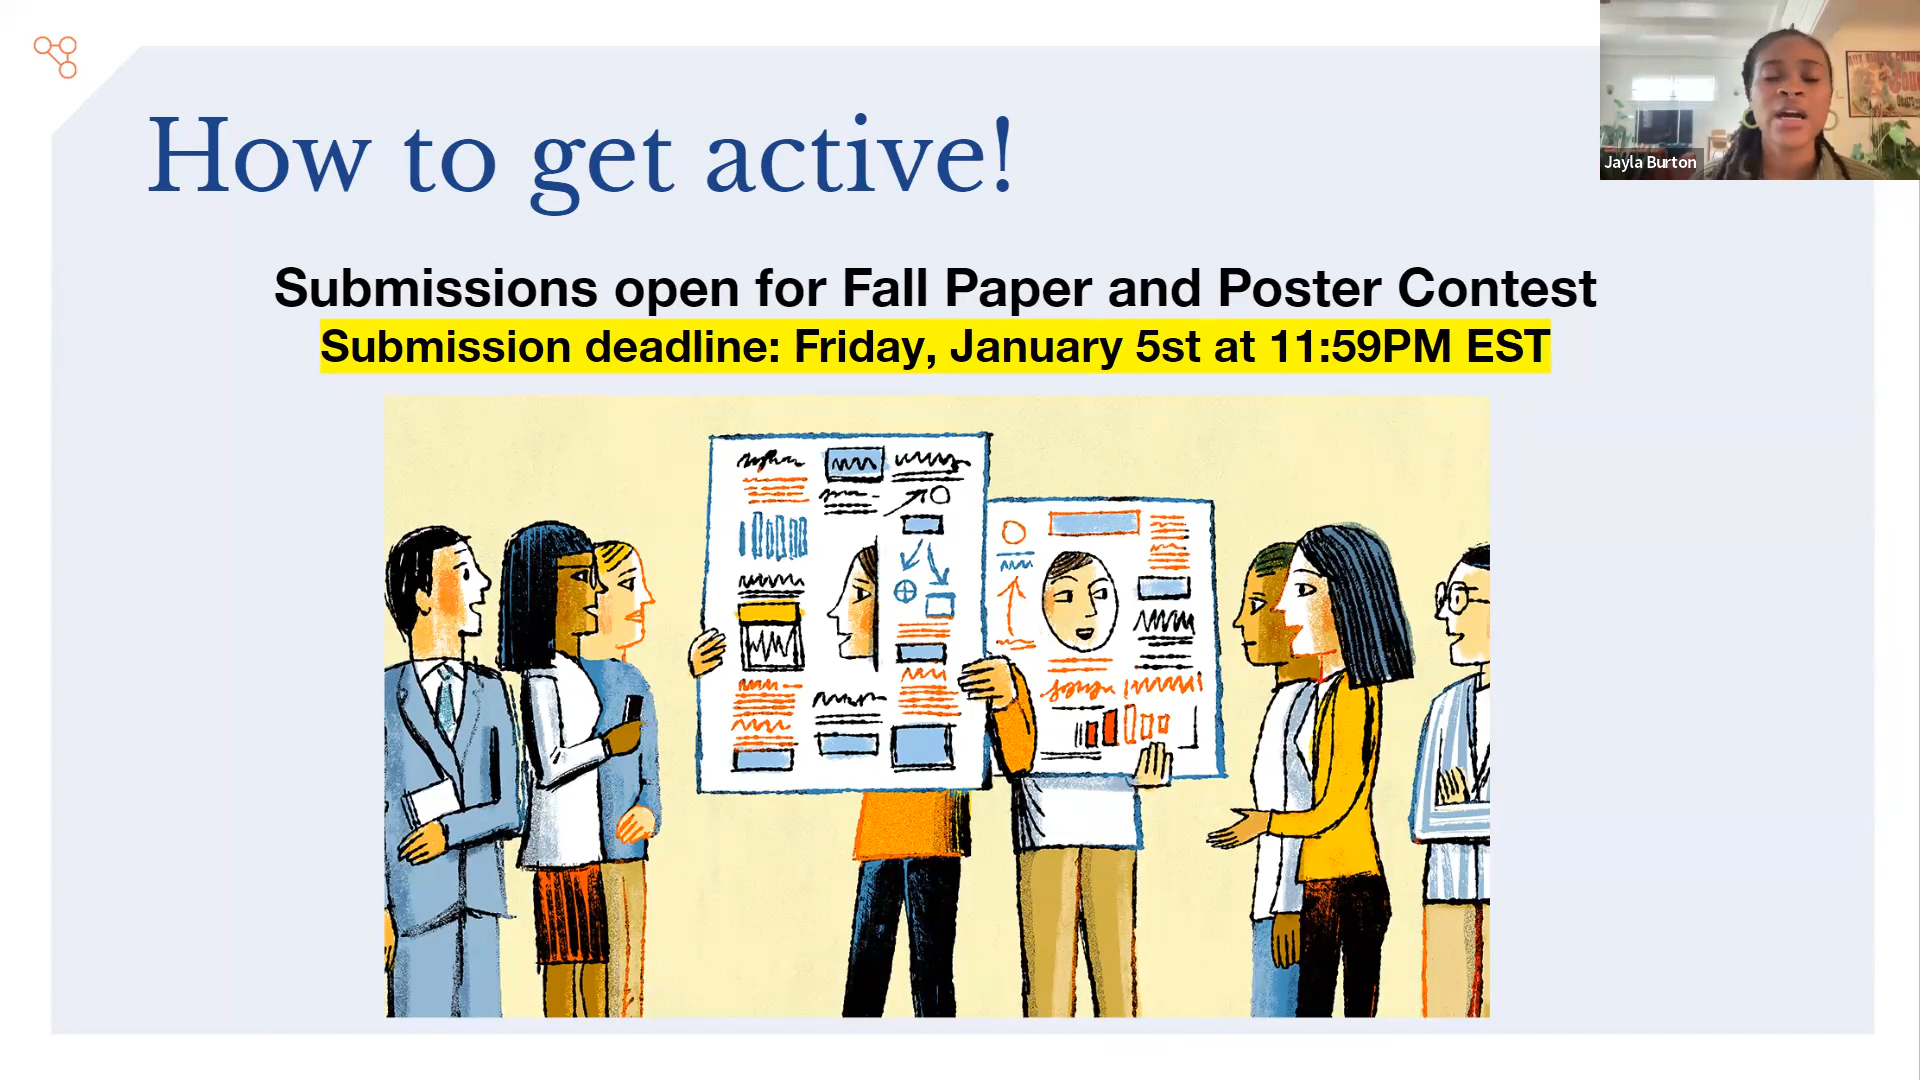 How to get active!
Submissions open for Fall Paper and Poster Contest
Submission deadline: Friday, January 5st at 11:59PM EST
Jayla Burton